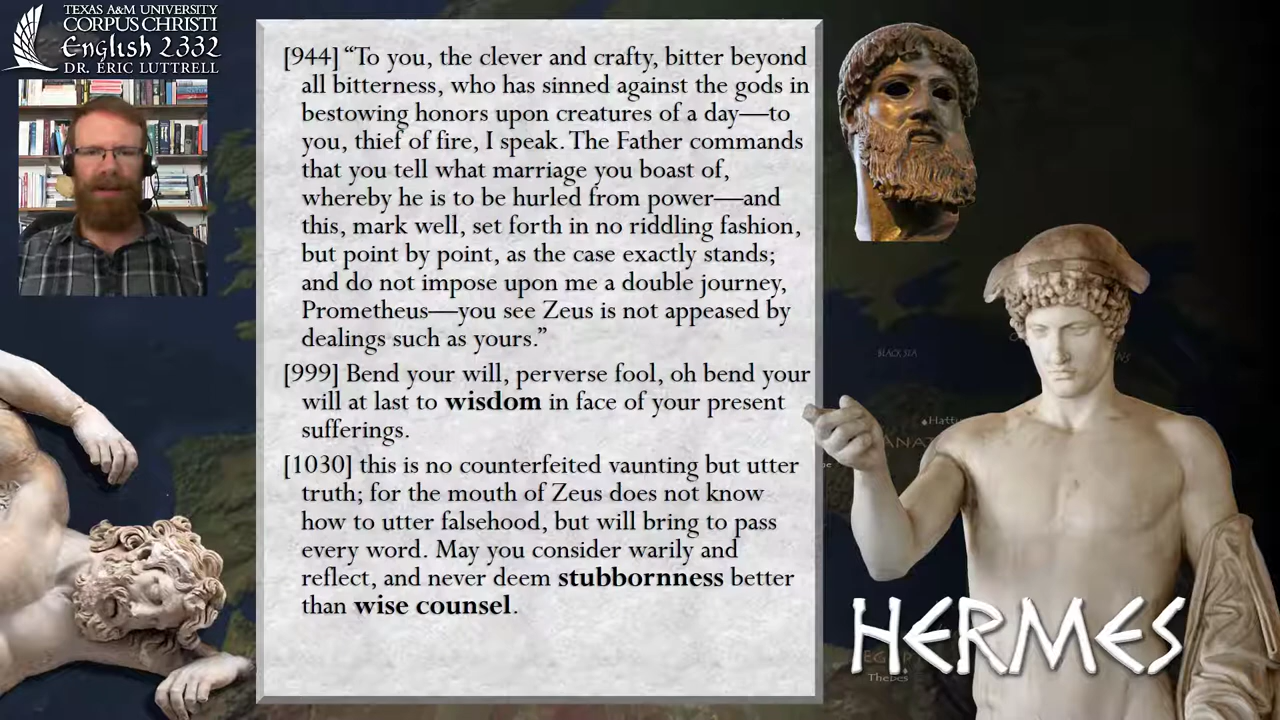 TEXAS A&M UNIVERSITY
CORPUS CHRISTI
English 2332
DR. ERIC LUTTRELL
[944] “To you, the clever and crafty, bitter beyond
all bitterness, who has sinned against the gods in
bestowing honors upon creatures of a day—to
you, thief of fire, I speak. The Father commands
that you tell what marriage you boast of,
whereby he is to be hurled from power—and
this, mark well, set forth in no riddling fashion,
but point by point, as the case exactly stands;
and do not impose upon me a double journey,
Prometheus—you see Zeus is not appeased by
dealings such as yours.”
[999] Bend your will, perverse fool, oh bend your
will at last to wisdom in face of your present
sufferings.
[1030] this is no counterfeited vaunting but utter
truth; for the mouth of Zeus does not know
how to utter falsehood, but will bring to pass
every word. May you consider warily and
reflect, and never deem stubbornness better
than wise counsel.
BLACK SEA
HERMES
Thebes